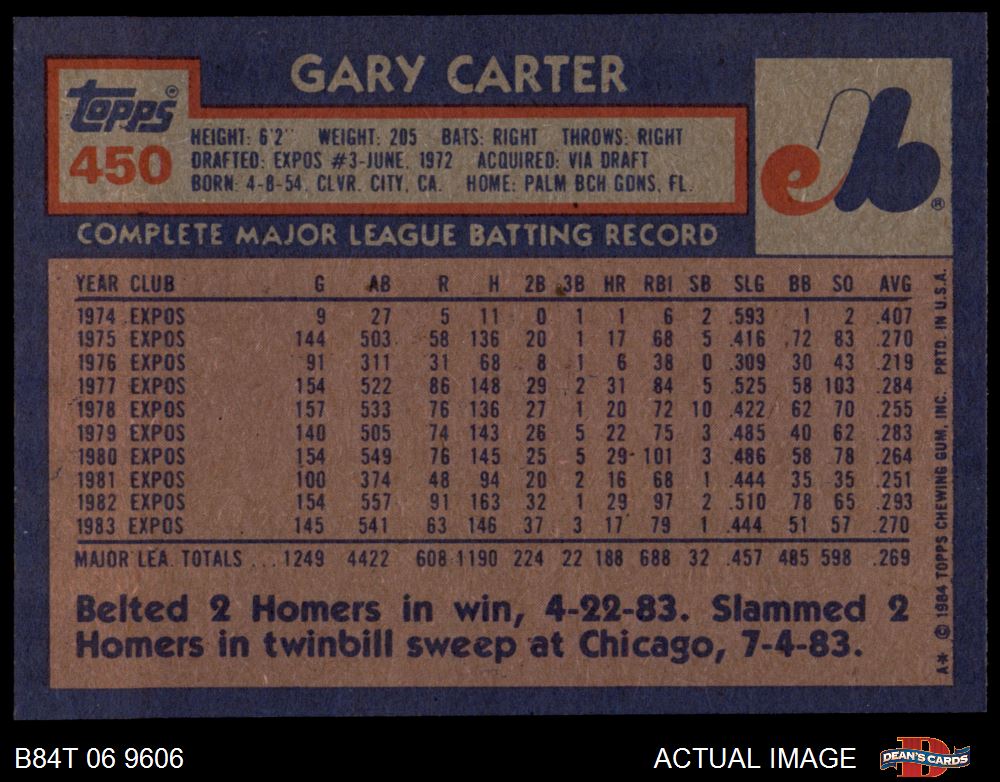 GARY CARTER
Topps®
450
HEIGHT: 6'2" WEIGHT: 205 BATS: RIGHT THROWS: RIGHT
DRAFTED: EXPOS #3-JUNE, 1972 ACQUIRED: VIA DRAFT
BORN: 4-8-54, CLVR. CITY, CA. HOME: PALM BCH GDNS, FL.
eb®
COMPLETE MAJOR LEAGUE BATTING RECORD
YEAR CLUB G AB R H 2B 3B HR RBI SB SLG BB SO AVG
1974 EXPOS 9 27 5 11 0 1 1 6 2 .593 1 2 .407
1975 EXPOS 144 503 58 136 20 1 17 68 5 .416 72 83 .270
1976 EXPOS 91 311 31 68 8 1 6 38 0 .309 30 43 .219
1977 EXPOS 154 522 86 148 29 2 31 84 5 .525 58 103 .284
1978 EXPOS 157 533 76 136 27 1 20 72 10 .422 62 70 .255
1979 EXPOS 140 505 74 143 26 5 22 75 3 .485 40 62 .283
1980 EXPOS 154 549 76 145 25 5 29 101 3 .486 58 78 .264
1981 EXPOS 100 374 48 94 20 2 16 68 1 .444 35 35 .251
1982 EXPOS 154 557 91 163 32 1 29 97 2 .510 78 65 .293
1983 EXPOS 145 541 63 146 37 3 17 79 1 .444 51 57 .270
MAJOR LEA. TOTALS ... 1249 4422 608 1190 224 22 188 688 32 .457 485 598 .269
Belted 2 Homers in win, 4-22-83. Slammed 2
Homers in twinbill sweep at Chicago, 7-4-83.
A* © 1984 TOPPS CHEWING GUM, INC. PRTD. IN U.S.A.
B84T 06 9606
ACTUAL IMAGE
D
DEAN'S CARDS